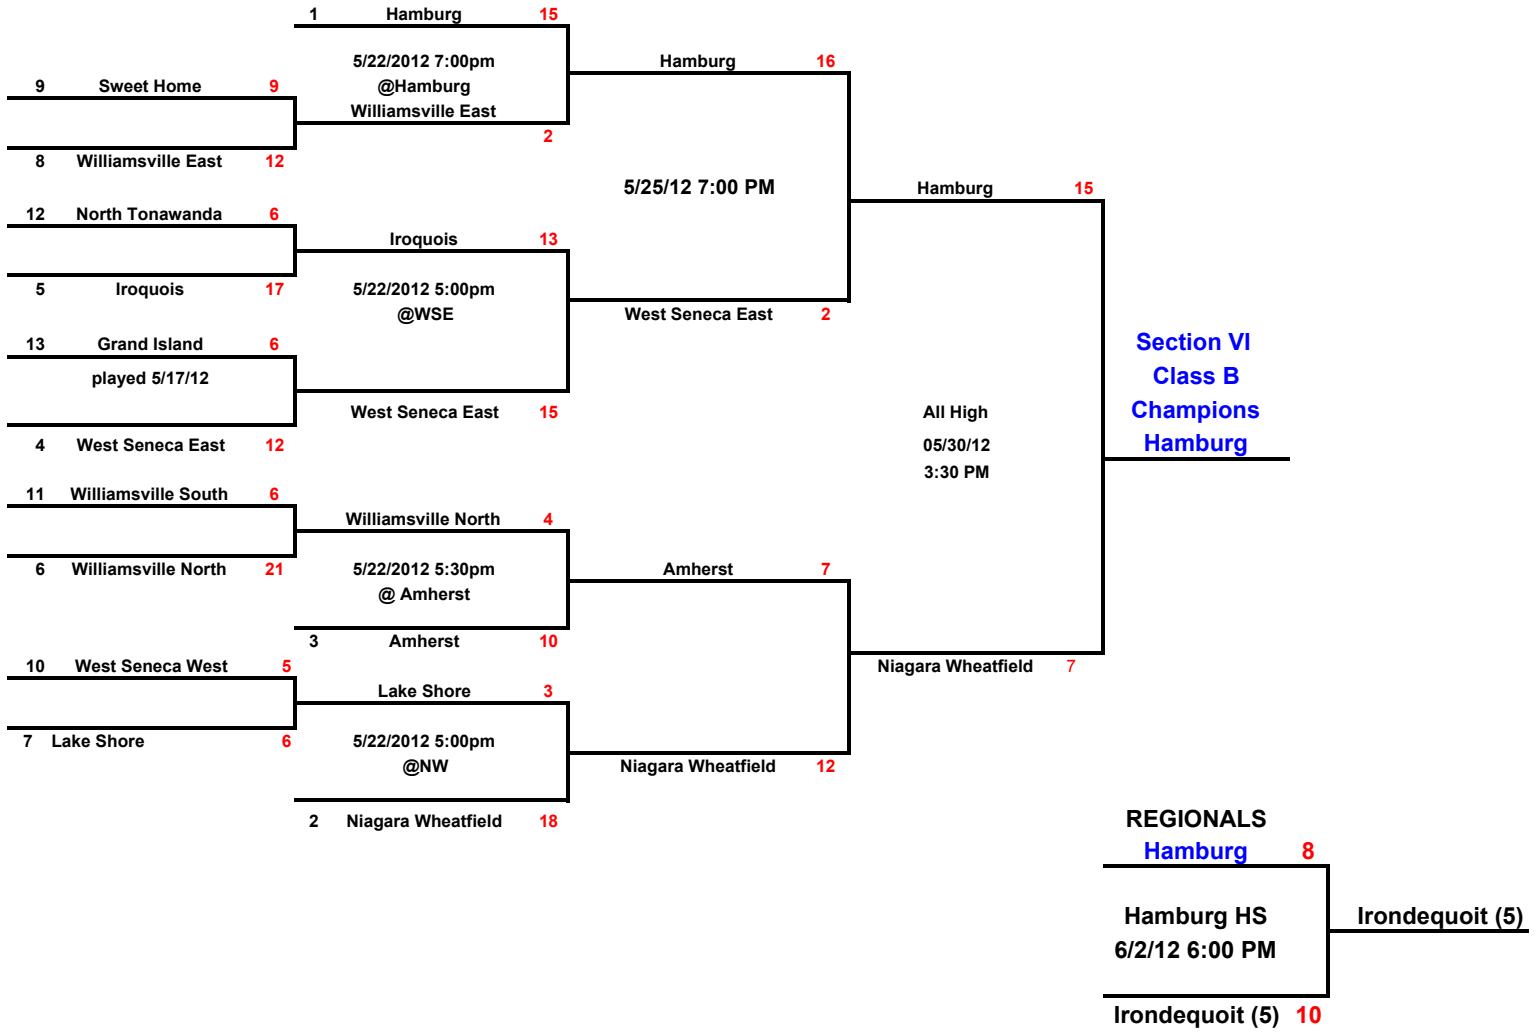 1 Hamburg 15
5/22/2012 7:00pm
@Hamburg
Williamsville East
2
9 Sweet Home 9
8 Williamsville East 12
Hamburg 16
5/25/12 7:00 PM
12 North Tonawanda 6
5 Iroquois 17
Iroquois 13
5/22/2012 5:00pm
@WSE
West Seneca East 15
13 Grand Island 6
played 5/17/12
4 West Seneca East 12
West Seneca East 2
Hamburg 15
All High
05/30/12
3:30 PM
Section VI
Class B
Champions
Hamburg
11 Williamsville South 6
6 Williamsville North 21
Williamsville North 4
5/22/2012 5:30pm
@ Amherst
3 Amherst 10
Amherst 7
10 West Seneca West 5
7 Lake Shore 6
Lake Shore 3
5/22/2012 5:00pm
@NW
2 Niagara Wheatfield 18
Niagara Wheatfield 12
Niagara Wheatfield 7
REGIONALS
Hamburg 8
Hamburg HS
6/2/12 6:00 PM
Irondequoit (5) 10
Irondequoit (5)